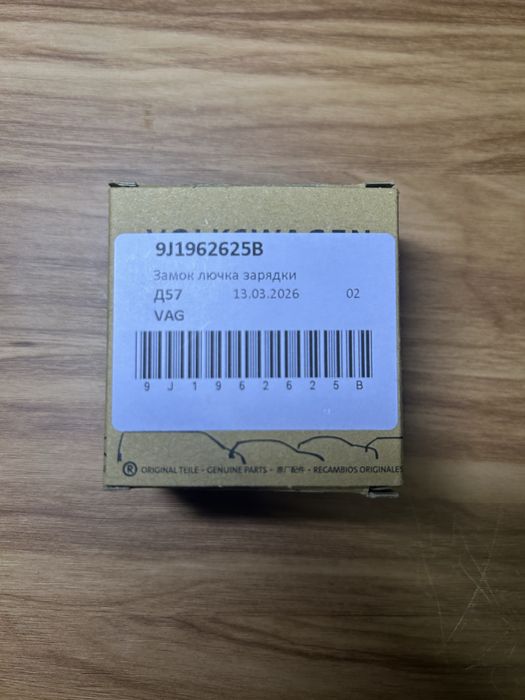 VOLKSWAGEN
9J1962625B
Замок лючка зарядки
Д57 13.03.2026 02
VAG
9 J 1 9 6 2 6 2 5 B
® ORIGINAL TEILE - GENUINE PARTS - 原厂配件 - RECAMBIOS ORIGINALES